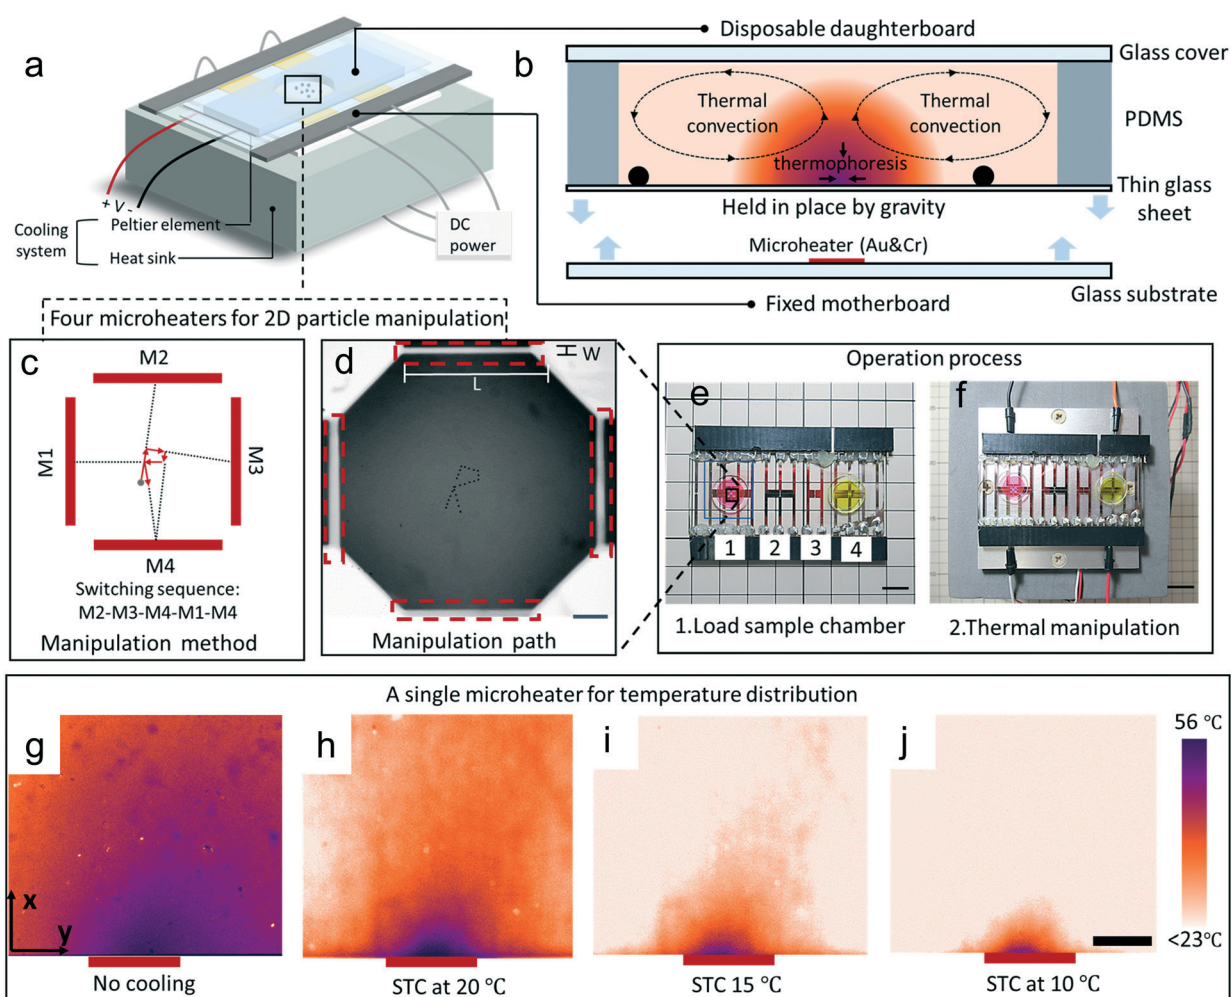 a
Disposable daughterboard
+ V -
Cooling system
Peltier element
Heat sink
DC power
b
Glass cover
Thermal convection
Thermal convection
thermophoresis
PDMS
Thin glass sheet
Held in place by gravity
Microheater (Au&Cr)
Glass substrate
Fixed motherboard
Four microheaters for 2D particle manipulation
c
M2
M1
M3
M4
Switching sequence:
M2-M3-M4-M1-M4
Manipulation method
d
W
L
Manipulation path
Operation process
e
1
2
3
4
1.Load sample chamber
f
2.Thermal manipulation
A single microheater for temperature distribution
g
x
y
No cooling
h
STC at 20 ℃
i
STC 15 ℃
j
STC at 10 ℃
56 ℃
<23℃